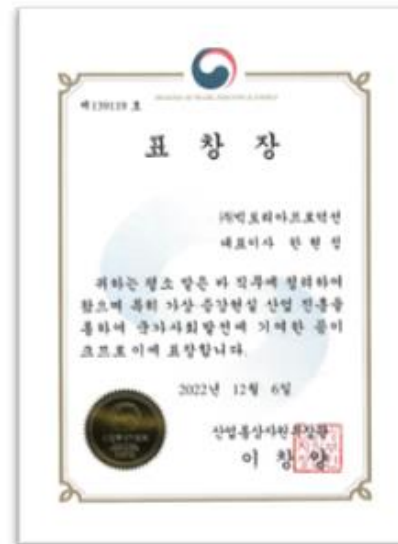 제139119 호
표 창 장
㈜빅토리아프로덕션
대표이사 한 현 정
귀하는 평소 맡은 바 직무에 정려하여
왔으며 특히 가상·증강현실 산업 진흥을
통하여 국가사회발전에 기여한 공이
크므로 이에 표창합니다.
2022년 12월 6일
산업통상자원부장관
이 창 양